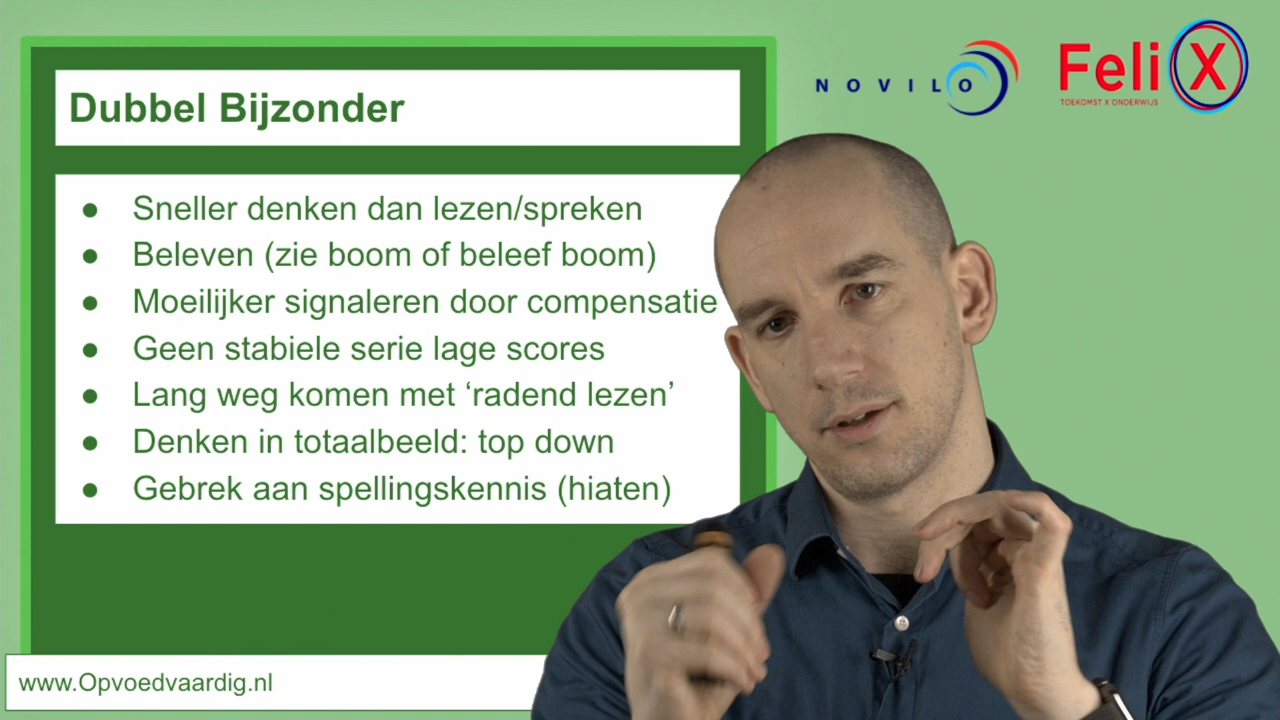 Dubbel Bijzonder
NOVILO
FeliX
TOEKOMST X ONDERWIJS
● Sneller denken dan lezen/spreken
● Beleven (zie boom of beleef boom)
● Moeilijker signaleren door compensatie
● Geen stabiele serie lage scores
● Lang weg komen met ‘radend lezen’
● Denken in totaalbeeld: top down
● Gebrek aan spellingskennis (hiaten)
www.Opvoedvaardig.nl